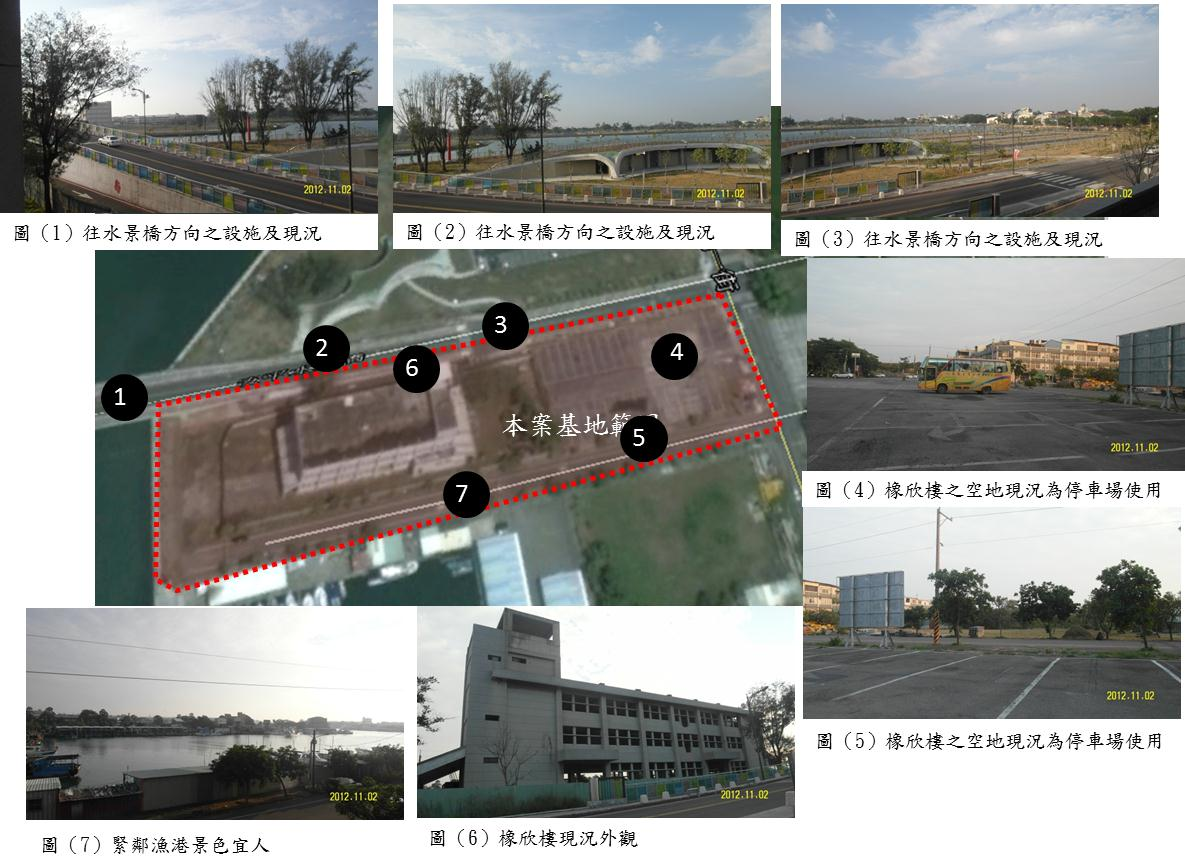 2012.11.02
2012.11.02
2012.11.02
圖（1）往水景橋方向之設施及現況
圖（2）往水景橋方向之設施及現況
圖（3）往水景橋方向之設施及現況
街
3
2
6
4
1
本案基地範
5
7
2012.11.02
圖（4）橡欣樓之空地現況為停車場使用
2012.11.02
圖（5）橡欣樓之空地現況為停車場使用
2012.11.02
2012.11.02
圖（7）緊鄰漁港景色宜人
圖（6）橡欣樓現況外觀